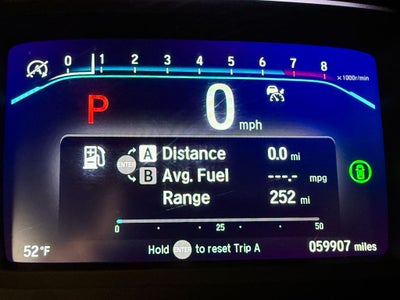 0 1 2 3 4 5 6 7 8 ×1000r/min
P 0 mph
A Distance 0.0 mi
ENTER
B Avg. Fuel ---.- mpg
Range 252 mi
0 25 50
52°F Hold ENTER to reset Trip A 059907 miles